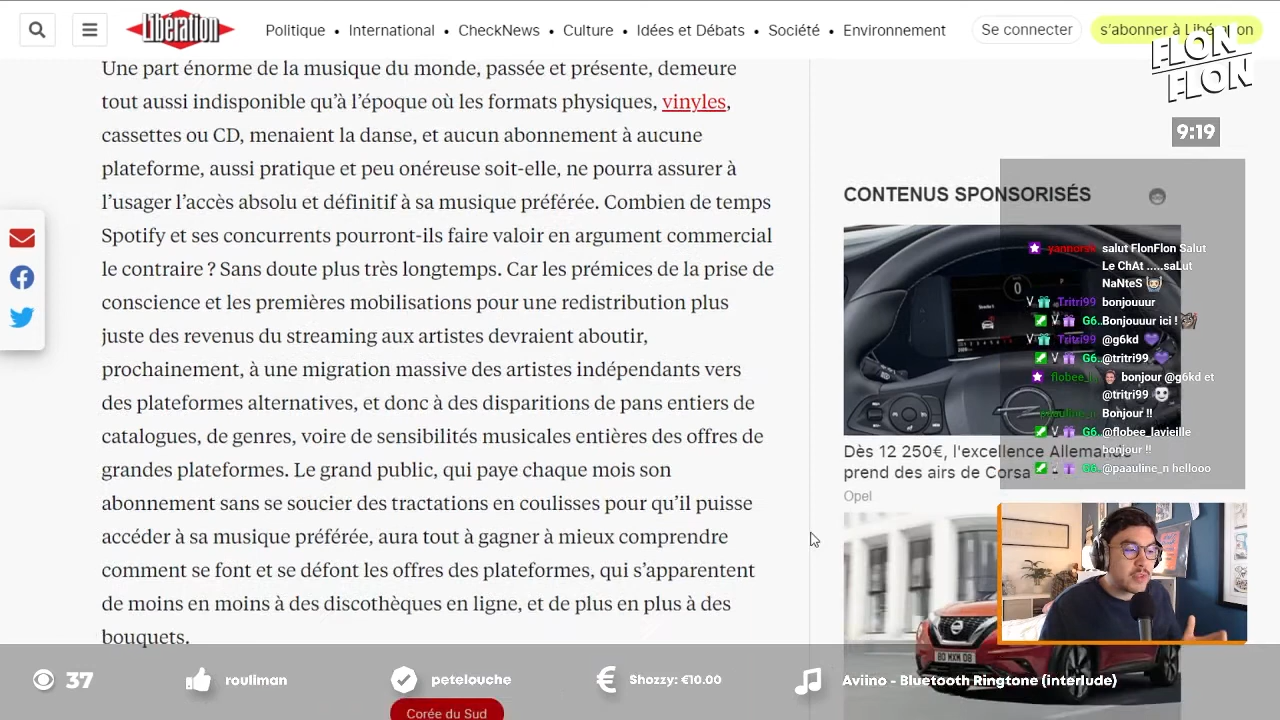 Libération
Politique • International • CheckNews • Culture • Idées et Débats • Société • Environnement
Se connecter
s'abonner à Libé on
FLON
FLON
9:19
Une part énorme de la musique du monde, passée et présente, demeure
tout aussi indisponible qu'à l'époque où les formats physiques, vinyles,
cassettes ou CD, menaient la danse, et aucun abonnement à aucune
plateforme, aussi pratique et peu onéreuse soit-elle, ne pourra assurer à
l'usager l'accès absolu et définitif à sa musique préférée. Combien de temps
Spotify et ses concurrents pourront-ils faire valoir en argument commercial
le contraire ? Sans doute plus très longtemps. Car les prémices de la prise de
conscience et les premières mobilisations pour une redistribution plus
juste des revenus du streaming aux artistes devraient aboutir,
prochainement, à une migration massive des artistes indépendants vers
des plateformes alternatives, et donc à des disparitions de pans entiers de
catalogues, de genres, voire de sensibilités musicales entières des offres de
grandes plateformes. Le grand public, qui paye chaque mois son
abonnement sans se soucier des tractations en coulisses pour qu'il puisse
accéder à sa musique préférée, aura tout à gagner à mieux comprendre
comment se font et se défont les offres des plateformes, qui s'apparentent
de moins en moins à des discothèques en ligne, et de plus en plus à des
bouquets.
CONTENUS SPONSORISÉS
salut FlonFlon Salut
Le ChAt .....saLut
NaNteS
Tritri99 bonjouuur
G6.. Bonjouuur ici !
Tritri99 @g6kd
G6.. @tritri99
flobee_l.. bonjour @g6kd et
@tritri99
paauline_n Bonjour !!
G6.. @flobee_lavieille
bonjour !!
G6.. @paauline_n hellooo
Dès 12 250€, l'excellence Allemande
prend des airs de Corsa
Opel
80 MXM 08
37
rouliman
petelouche
€ Shozzy: €10.00
Aviino - Bluetooth Ringtone (interlude)
Corée du Sud